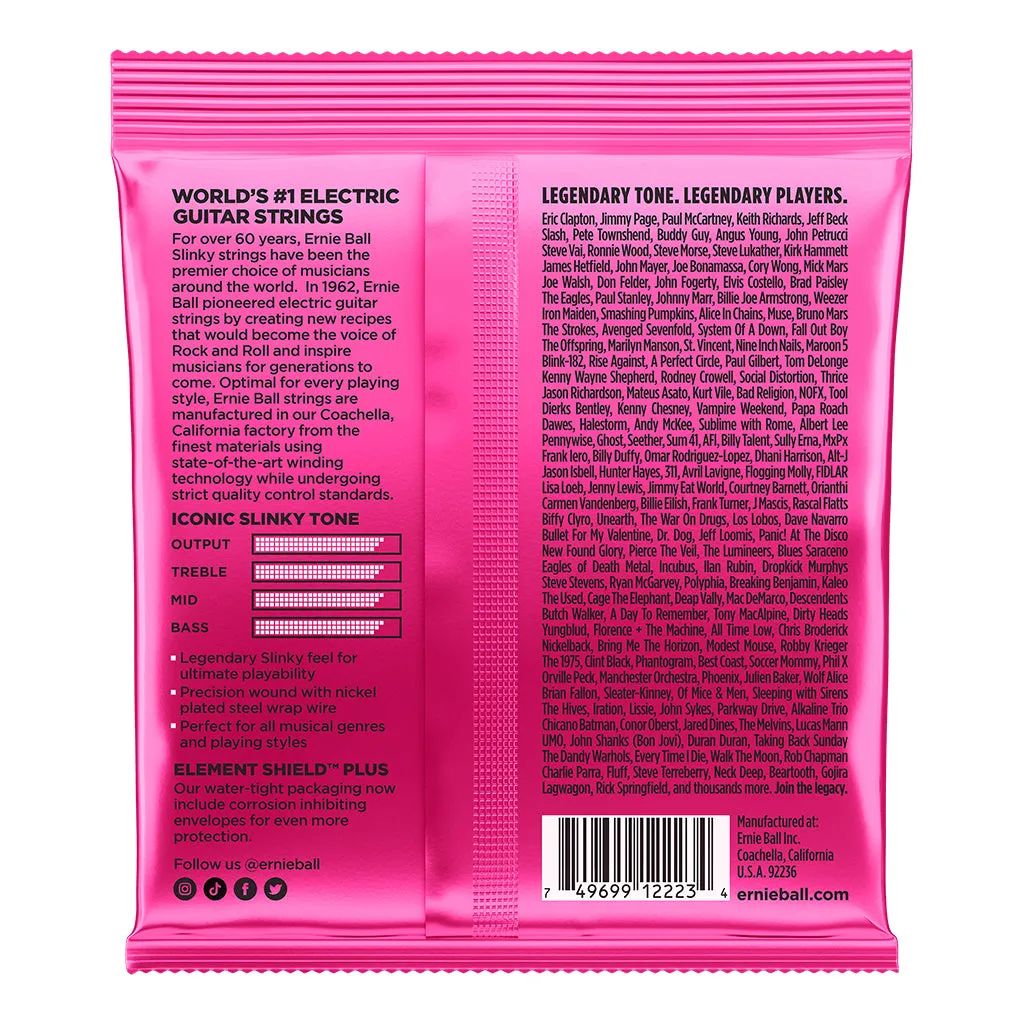 WORLD'S #1 ELECTRIC
GUITAR STRINGS
For over 60 years, Ernie Ball
Slinky strings have been the
premier choice of musicians
around the world.  In 1962, Ernie
Ball pioneered electric guitar
strings by creating new recipes
that would become the voice of
Rock and Roll and inspire
musicians for generations to
come. Optimal for every playing
style, Ernie Ball strings are
manufactured in our Coachella,
California factory from the
finest materials using
state-of-the-art winding
technology while undergoing
strict quality control standards.
ICONIC SLINKY TONE
OUTPUT
TREBLE
MID
BASS
▪ Legendary Slinky feel for
ultimate playability
▪ Precision wound with nickel
plated steel wrap wire
▪ Perfect for all musical genres
and playing styles
ELEMENT SHIELD™ PLUS
Our water-tight packaging now
include corrosion inhibiting
envelopes for even more
protection.
Follow us @ernieball
LEGENDARY TONE. LEGENDARY PLAYERS.
Eric Clapton, Jimmy Page, Paul McCartney, Keith Richards, Jeff Beck
Slash, Pete Townshend, Buddy Guy, Angus Young, John Petrucci
Steve Vai, Ronnie Wood, Steve Morse, Steve Lukather, Kirk Hammett
James Hetfield, John Mayer, Joe Bonamassa, Cory Wong, Mick Mars
Joe Walsh, Don Felder, John Fogerty, Elvis Costello, Brad Paisley
The Eagles, Paul Stanley, Johnny Marr, Billie Joe Armstrong, Weezer
Iron Maiden, Smashing Pumpkins, Alice In Chains, Muse, Bruno Mars
The Strokes, Avenged Sevenfold, System Of A Down, Fall Out Boy
The Offspring, Marilyn Manson, St. Vincent, Nine Inch Nails, Maroon 5
Blink-182, Rise Against, A Perfect Circle, Paul Gilbert, Tom DeLonge
Kenny Wayne Shepherd, Rodney Crowell, Social Distortion, Thrice
Jason Richardson, Mateus Asato, Kurt Vile, Bad Religion, NOFX, Tool
Dierks Bentley, Kenny Chesney, Vampire Weekend, Papa Roach
Dawes, Halestorm, Andy McKee, Sublime with Rome, Albert Lee
Pennywise, Ghost, Seether, Sum 41, AFI, Billy Talent, Sully Erna, MxPx
Frank Iero, Billy Duffy, Omar Rodriguez-Lopez, Dhani Harrison, Alt-J
Jason Isbell, Hunter Hayes, 311, Avril Lavigne, Flogging Molly, FIDLAR
Lisa Loeb, Jenny Lewis, Jimmy Eat World, Courtney Barnett, Orianthi
Carmen Vandenberg, Billie Eilish, Frank Turner, J Mascis, Rascal Flatts
Biffy Clyro, Unearth, The War On Drugs, Los Lobos, Dave Navarro
Bullet For My Valentine, Dr. Dog, Jeff Loomis, Panic! At The Disco
New Found Glory, Pierce The Veil, The Lumineers, Blues Saraceno
Eagles of Death Metal, Incubus, Ilan Rubin, Dropkick Murphys
Steve Stevens, Ryan McGarvey, Polyphia, Breaking Benjamin, Kaleo
The Used, Cage The Elephant, Deap Vally, Mac DeMarco, Descendents
Butch Walker, A Day To Remember, Tony MacAlpine, Dirty Heads
Yungblud, Florence + The Machine, All Time Low, Chris Broderick
Nickelback, Bring Me The Horizon, Modest Mouse, Robby Krieger
The 1975, Clint Black, Phantogram, Best Coast, Soccer Mommy, Phil X
Orville Peck, Manchester Orchestra, Phoenix, Julien Baker, Wolf Alice
Brian Fallon, Sleater-Kinney, Of Mice & Men, Sleeping with Sirens
The Hives, Iration, Lissie, John Sykes, Parkway Drive, Alkaline Trio
Chicano Batman, Conor Oberst, Jared Dines, The Melvins, Lucas Mann
UMO, John Shanks (Bon Jovi), Duran Duran, Taking Back Sunday
The Dandy Warhols, Every Time I Die, Walk The Moon, Rob Chapman
Charlie Parra, Fluff, Steve Terreberry, Neck Deep, Beartooth, Gojira
Lagwagon, Rick Springfield, and thousands more. Join the legacy.
7 49699 12223 4
Manufactured at:
Ernie Ball Inc.
Coachella, California
U.S.A. 92236
ernieball.com